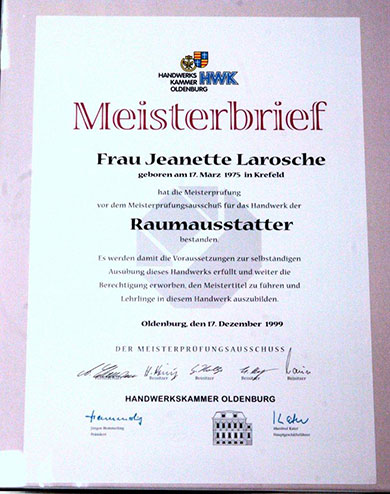 HANDWERKS
KAMMER HWK
OLDENBURG
Meisterbrief
Frau Jeanette Larosche
geboren am 17. März 1975 in Krefeld
hat die Meisterprüfung
vor dem Meisterprüfungsausschuß für das Handwerk der
Raumausstatter
bestanden.
Es werden damit die Voraussetzungen zur selbständigen
Ausübung dieses Handwerks erfüllt und weiter die
Berechtigung erworben, den Meistertitel zu führen und
Lehrlinge in diesem Handwerk auszubilden.
Oldenburg, den 17. Dezember 1999
DER MEISTERPRÜFUNGSAUSSCHUSS
Beisitzer Beisitzer Beisitzer Beisitzer
HANDWERKSKAMMER OLDENBURG
Präsident Hauptgeschäftsführer